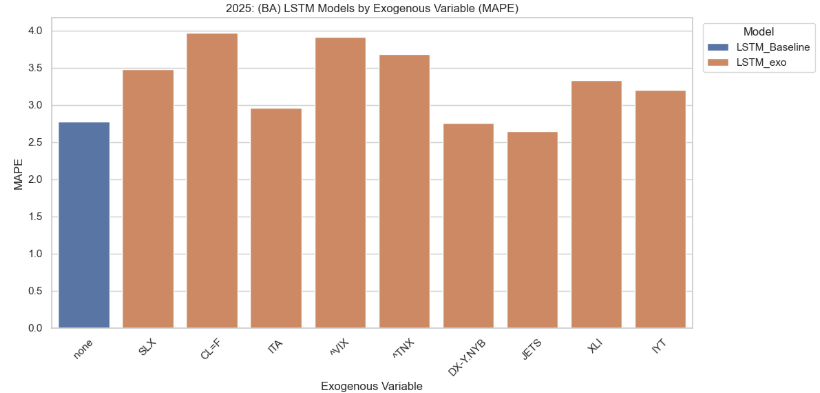 2025: (BA) LSTM Models by Exogenous Variable (MAPE)
Model
LSTM_Baseline
LSTM_exo
MAPE
4.0
3.5
3.0
2.5
2.0
1.5
1.0
0.5
0.0
none
SLX
CL=F
ITA
^VIX
^TNX
DX-Y.NYB
JETS
XLI
IYT
Exogenous Variable